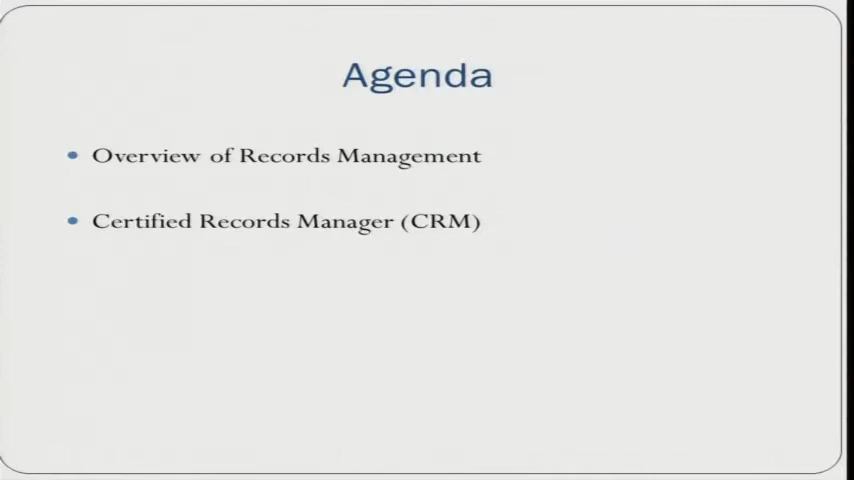 Agenda
• Overview of Records Management
• Certified Records Manager (CRM)